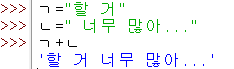 >>> ㄱ="할 거"
>>> ㄴ=" 너무 많아..."
>>> ㄱ+ㄴ
'할 거 너무 많아...'